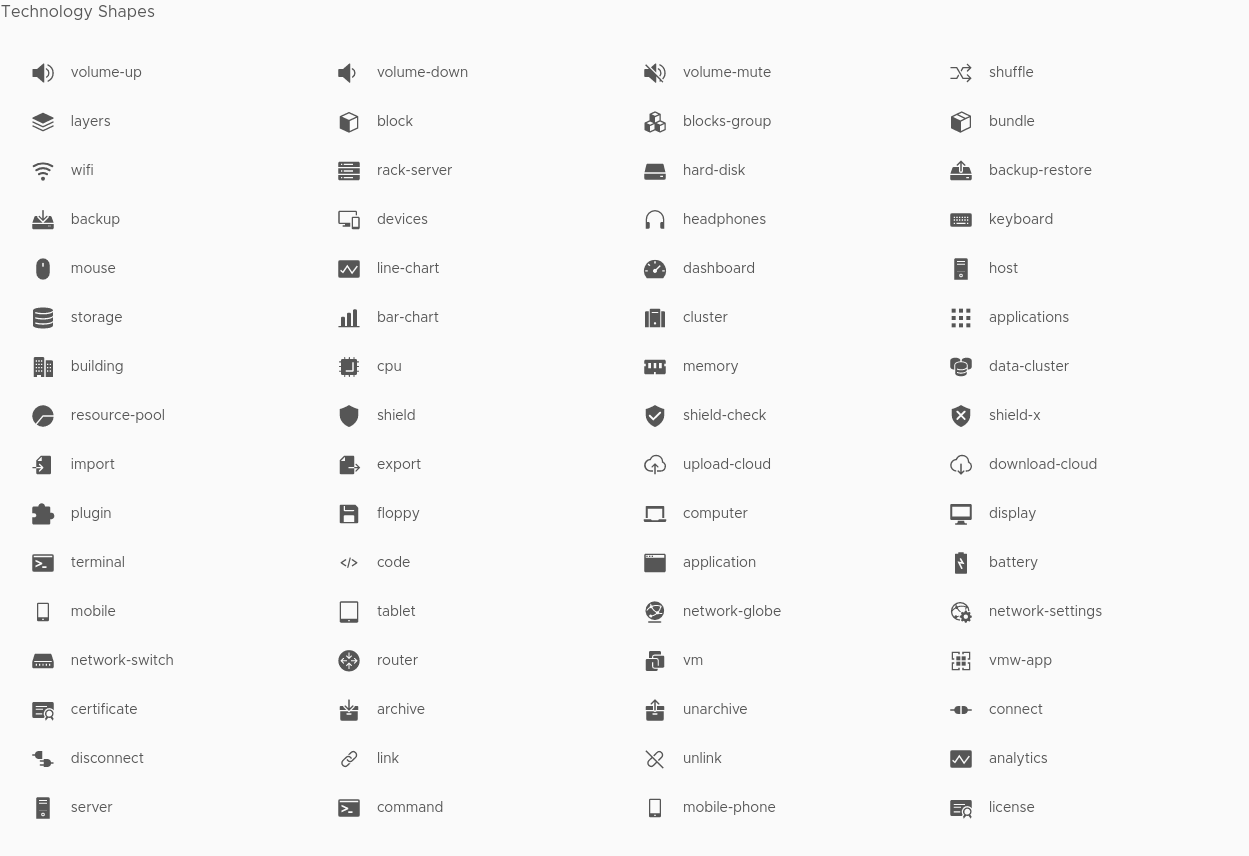 Technology Shapes
volume-up volume-down volume-mute shuffle
layers block blocks-group bundle
wifi rack-server hard-disk backup-restore
backup devices headphones keyboard
mouse line-chart dashboard host
storage bar-chart cluster applications
building cpu memory data-cluster
resource-pool shield shield-check shield-x
import export upload-cloud download-cloud
plugin floppy computer display
terminal code application battery
mobile tablet network-globe network-settings
network-switch router vm vmw-app
certificate archive unarchive connect
disconnect link unlink analytics
server command mobile-phone license